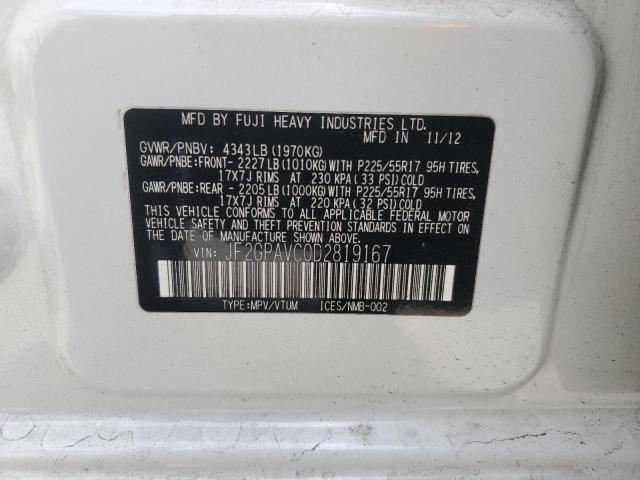 MFD BY FUJI HEAVY INDUSTRIES LTD.
MFD IN 11/12
GVWR/PNBV: 4343LB (1970KG)
GAWR/PNBE:FRONT- 2227LB (1010KG) WITH P225/55R17 95H TIRES,
17X7J RIMS AT 230 KPA (33 PSI) COLD
GAWR/PNBE:REAR - 2205LB (1000KG) WITH P225/55R17 95H TIRES,
17X7J RIMS AT 220 KPA (32 PSI) COLD
THIS VEHICLE CONFORMS TO ALL APPLICABLE FEDERAL MOTOR
VEHICLE SAFETY AND THEFT PREVENTION STANDARDS IN EFFECT ON
THE DATE OF MANUFACTURE SHOWN ABOVE.
VIN: JF2GPAVC0D2819167
TYPE:MPV/VTUM ICES/NMB-002